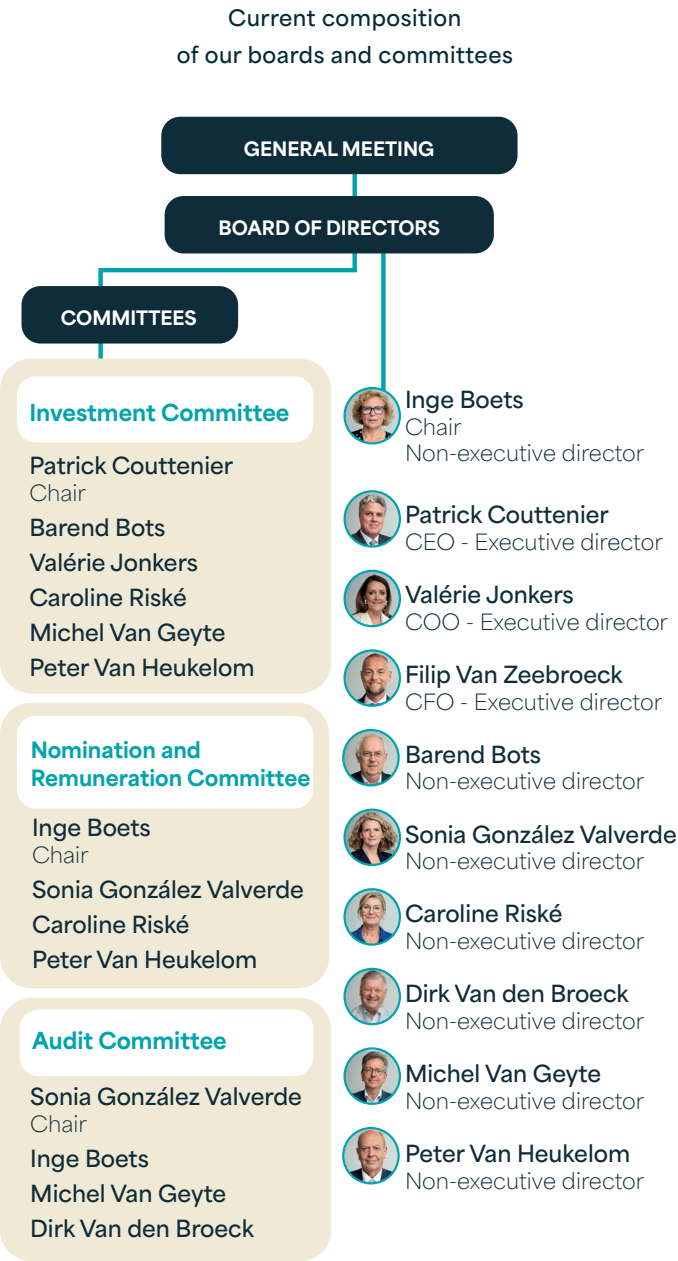 Current composition
of our boards and committees
GENERAL MEETING
BOARD OF DIRECTORS
COMMITTEES
Investment Committee
Patrick Couttenier
Chair
Barend Bots
Valérie Jonkers
Caroline Riské
Michel Van Geyte
Peter Van Heukelom
Nomination and
Remuneration Committee
Inge Boets
Chair
Sonia González Valverde
Caroline Riské
Peter Van Heukelom
Audit Committee
Sonia González Valverde
Chair
Inge Boets
Michel Van Geyte
Dirk Van den Broeck
Inge Boets
Chair
Non-executive director
Patrick Couttenier
CEO - Executive director
Valérie Jonkers
COO - Executive director
Filip Van Zeebroeck
CFO - Executive director
Barend Bots
Non-executive director
Sonia González Valverde
Non-executive director
Caroline Riské
Non-executive director
Dirk Van den Broeck
Non-executive director
Michel Van Geyte
Non-executive director
Peter Van Heukelom
Non-executive director